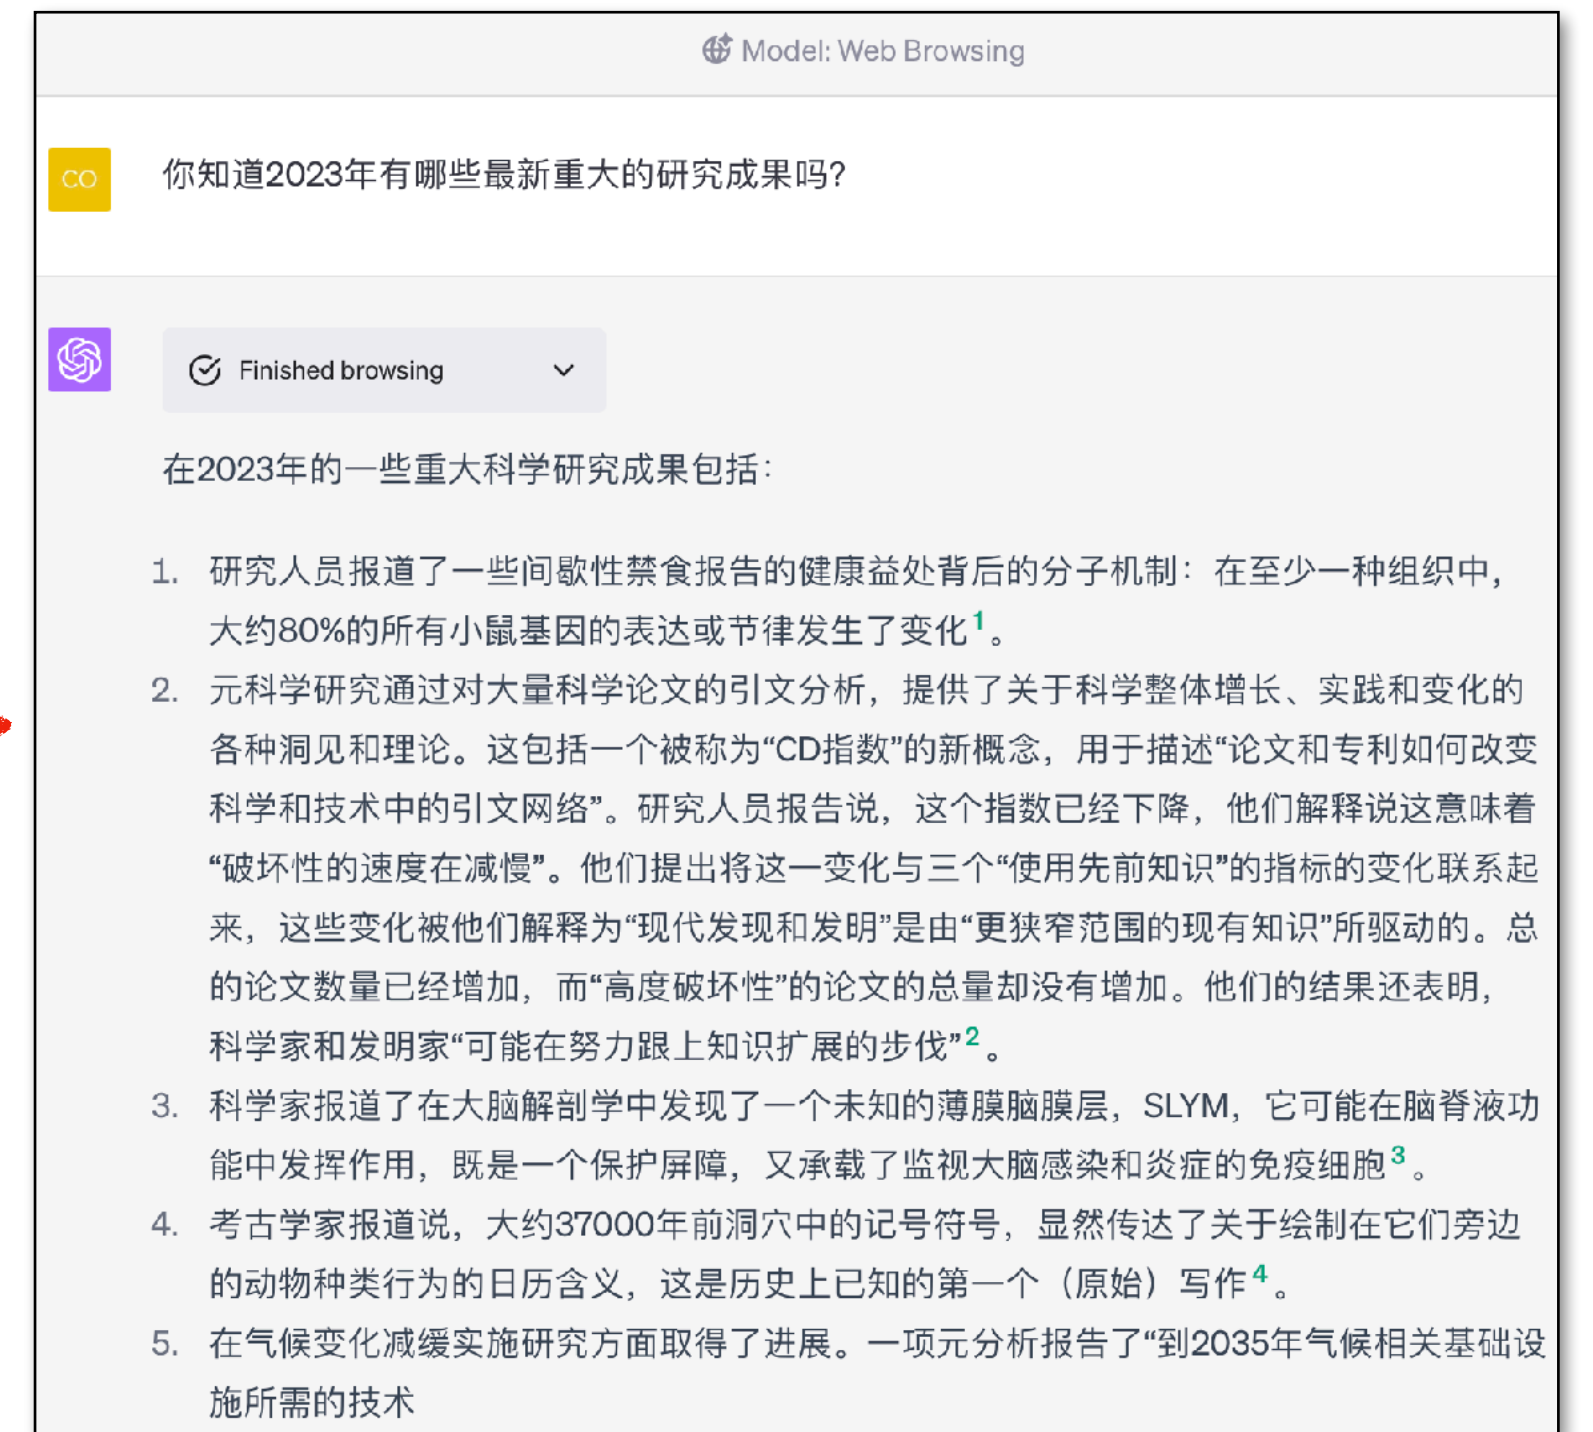 Model: Web Browsing
CO
你知道2023年有哪些最新重大的研究成果吗?
Finished browsing
在2023年的一些重大科学研究成果包括：
1. 研究人员报道了一些间歇性禁食报告的健康益处背后的分子机制：在至少一种组织中，
大约80%的所有小鼠基因的表达或节律发生了变化1。
2. 元科学研究通过对大量科学论文的引文分析，提供了关于科学整体增长、实践和变化的
各种洞见和理论。这包括一个被称为“CD指数”的新概念，用于描述“论文和专利如何改变
科学和技术中的引文网络”。研究人员报告说，这个指数已经下降，他们解释说这意味着
“破坏性的速度在减慢”。他们提出将这一变化与三个“使用先前知识”的指标的变化联系起
来，这些变化被他们解释为“现代发现和发明”是由“更狭窄范围的现有知识”所驱动的。总
的论文数量已经增加，而“高度破坏性”的论文的总量却没有增加。他们的结果还表明，
科学家和发明家“可能在努力跟上知识扩展的步伐”2。
3. 科学家报道了在大脑解剖学中发现了一个未知的薄膜脑膜层，SLYM，它可能在脑脊液功
能中发挥作用，既是一个保护屏障，又承载了监视大脑感染和炎症的免疫细胞3。
4. 考古学家报道说，大约37000年前洞穴中的记号符号，显然传达了关于绘制在它们旁边
的动物种类行为的日历含义，这是历史上已知的第一个（原始）写作4。
5. 在气候变化减缓实施研究方面取得了进展。一项元分析报告了“到2035年气候相关基础设
施所需的技术